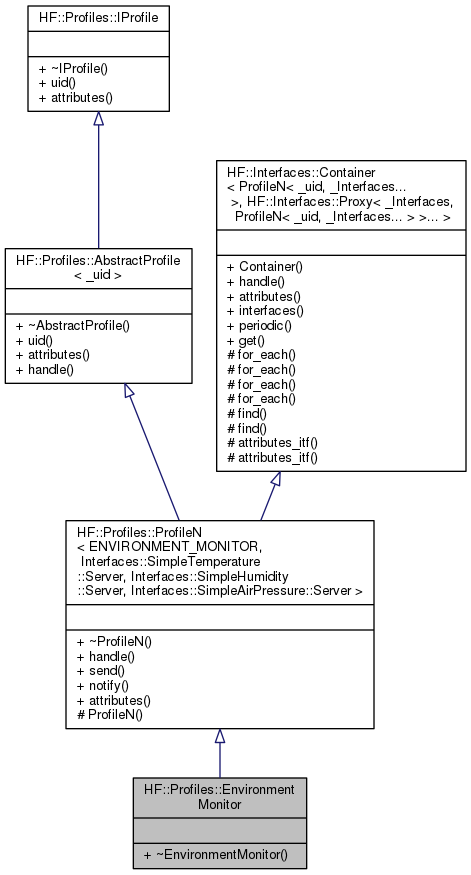 HF::Profiles::IProfile
+ ~IProfile()
+ uid()
+ attributes()
HF::Interfaces::Container
< ProfileN< _uid, _Interfaces...
>, HF::Interfaces::Proxy< _Interfaces,
ProfileN< _uid, _Interfaces... > >... >
+ Container()
+ handle()
+ attributes()
+ interfaces()
+ periodic()
+ get()
# for_each()
# for_each()
# for_each()
# for_each()
# find()
# find()
# attributes_itf()
# attributes_itf()
HF::Profiles::AbstractProfile
< _uid >
+ ~AbstractProfile()
+ uid()
+ attributes()
+ handle()
HF::Profiles::ProfileN
< ENVIRONMENT_MONITOR,
Interfaces::SimpleTemperature
::Server, Interfaces::SimpleHumidity
::Server, Interfaces::SimpleAirPressure::Server >
+ ~ProfileN()
+ handle()
+ send()
+ notify()
+ attributes()
# ProfileN()
HF::Profiles::Environment
Monitor
+ ~EnvironmentMonitor()